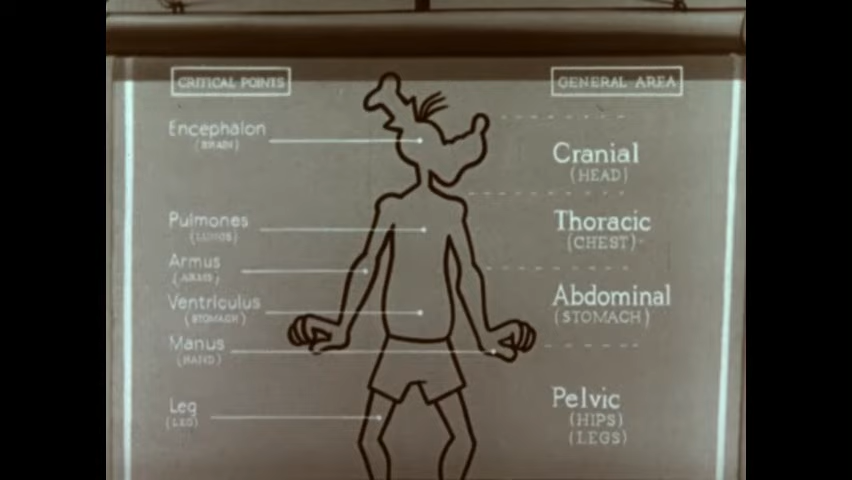 CRITICAL POINTS
Encephalon
(BRAIN)
Pulmones
(LUNGS)
Armus
(ARMS)
Ventriculus
(STOMACH)
Manus
(HAND)
Leg
(LEG)
GENERAL AREA
Cranial
(HEAD)
Thoracic
(CHEST)
Abdominal
(STOMACH)
Pelvic
(HIPS)
(LEGS)